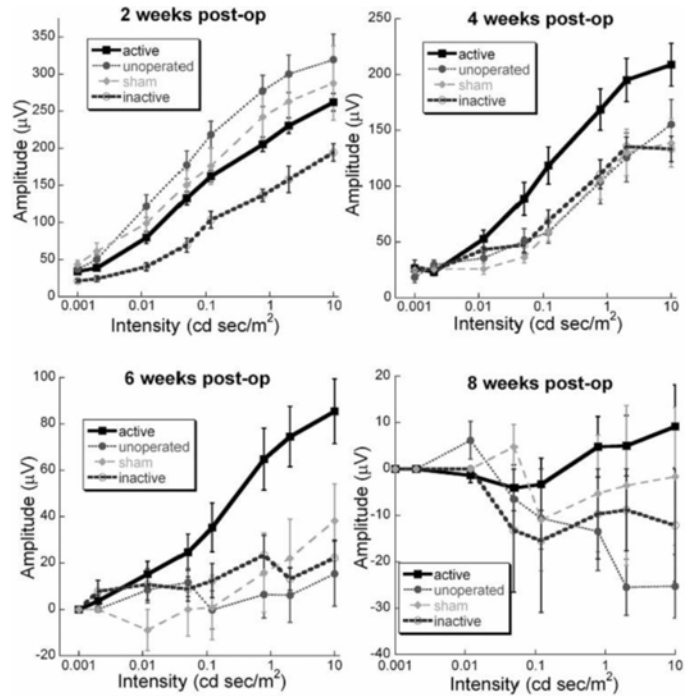 2 weeks post-op
350
300
250
200
150
100
50
0
Amplitude (μV)
active
unoperated
sham
inactive
0.001 0.01 0.1 1 10
Intensity (cd sec/m²)
4 weeks post-op
250
200
150
100
50
0
Amplitude (μV)
active
unoperated
sham
inactive
0.001 0.01 0.1 1 10
Intensity (cd sec/m²)
6 weeks post-op
100
80
60
40
20
0
-20
Amplitude (μV)
active
unoperated
sham
inactive
0.001 0.01 0.1 1 10
Intensity (cd sec/m²)
8 weeks post-op
20
10
0
-10
-20
-30
-40
Amplitude (μV)
active
unoperated
sham
inactive
0.001 0.01 0.1 1 10
Intensity (cd sec/m²)